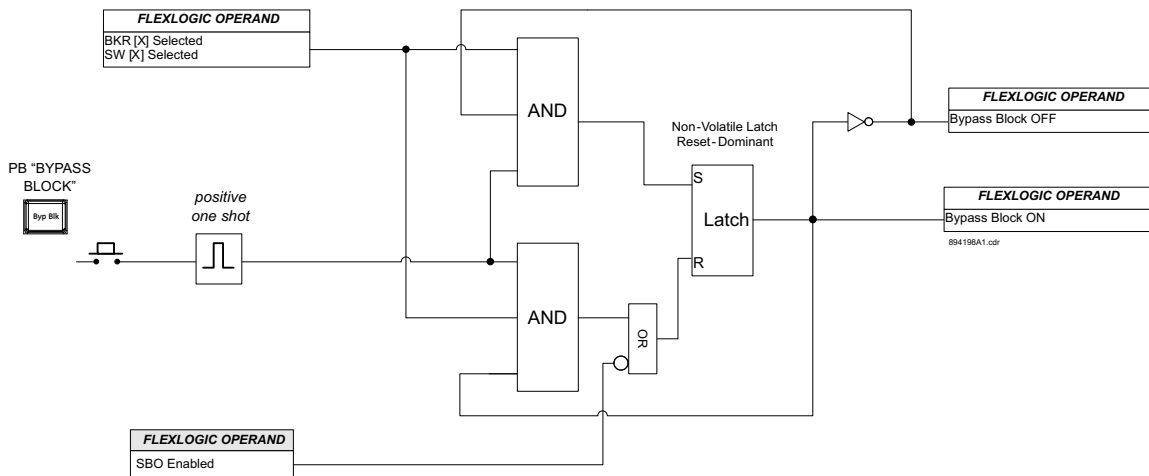 FLEXLOGIC OPERAND
BKR [X] Selected
SW [X] Selected
AND
FLEXLOGIC OPERAND
Bypass Block OFF
Non-Volatile Latch
Reset-Dominant
PB “BYPASS
BLOCK”
Byp Blk
positive
one shot
S
Latch
R
FLEXLOGIC OPERAND
Bypass Block ON
894198A1.cdr
AND
OR
FLEXLOGIC OPERAND
SBO Enabled